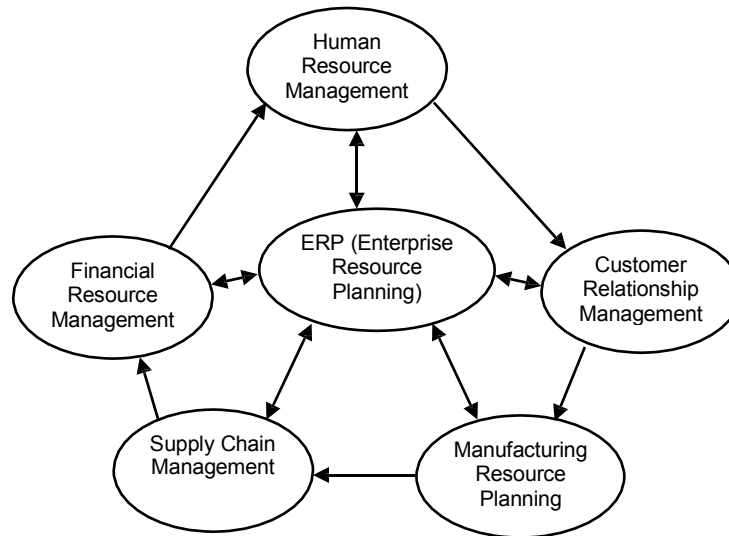 Human
Resource
Management
ERP (Enterprise
Resource
Planning)
Financial
Resource
Management
Customer
Relationship
Management
Supply Chain
Management
Manufacturing
Resource
Planning